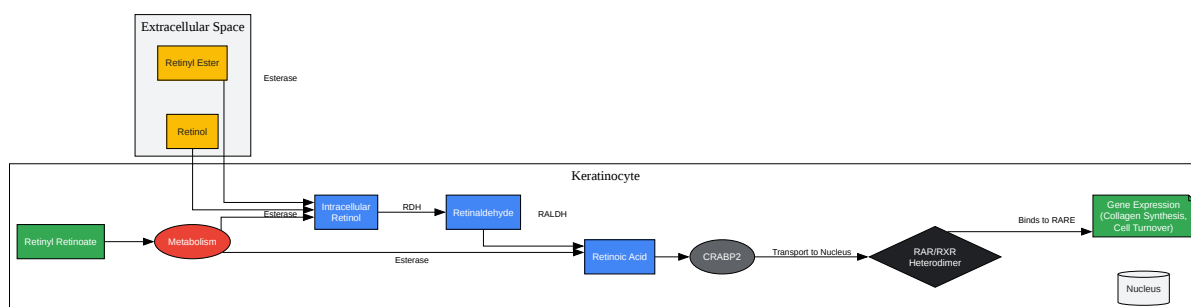 Extracellular Space
Retinyl Ester
Esterase
Retinol
Keratinocyte
Intracellular
Retinol
RDH
Retinaldehyde
RALDH
Esterase
Retinyl Retinoate
Metabolism
Esterase
Retinoic Acid
CRABP2
Transport to Nucleus
RAR/RXR
Heterodimer
Binds to RARE
Gene Expression
(Collagen Synthesis,
Cell Turnover)
Nucleus